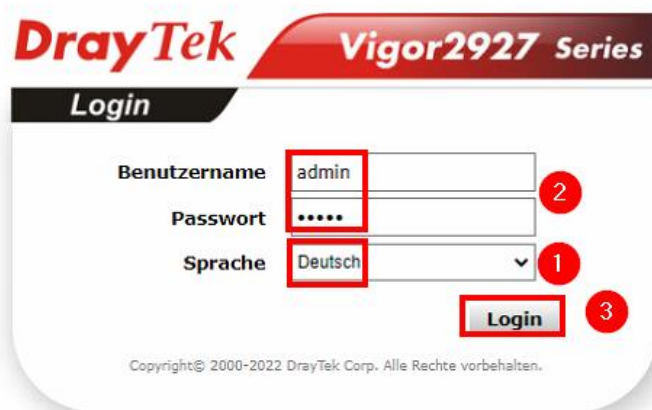 DrayTek Vigor2927 Series
Login
Benutzername admin
2
Passwort •••••
Sprache Deutsch
1
Login
3
Copyright© 2000-2022 DrayTek Corp. Alle Rechte vorbehalten.